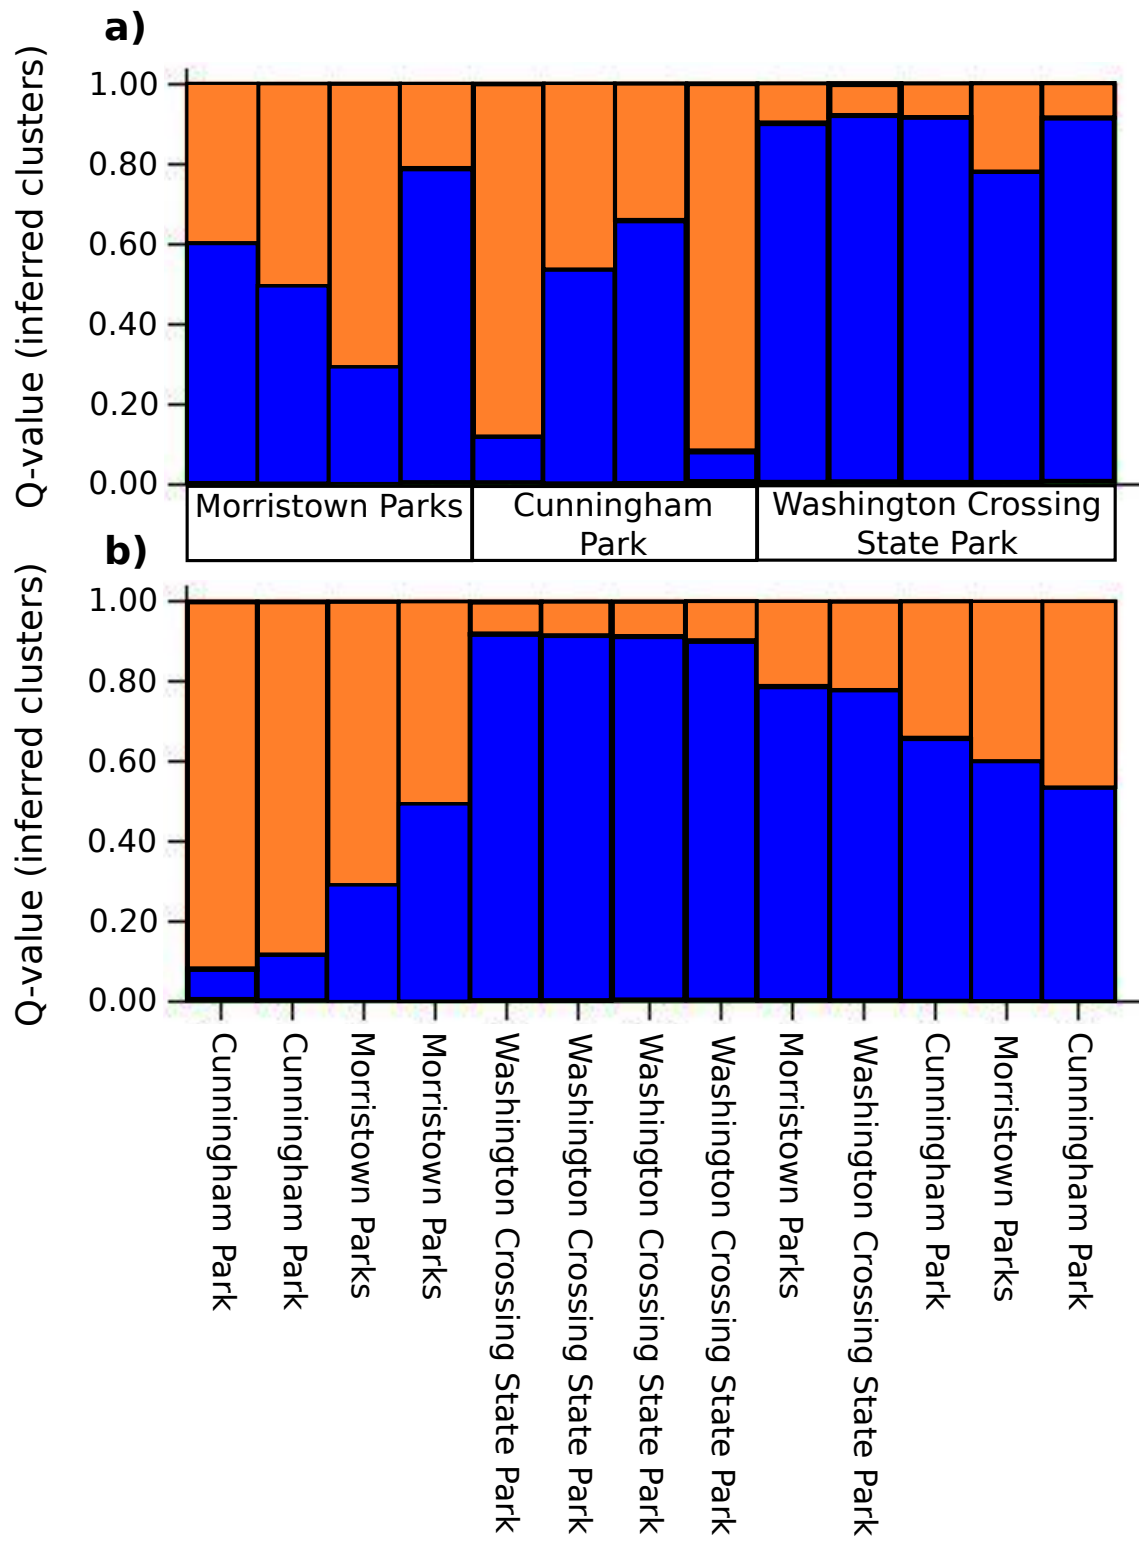 a)
Q-value (inferred clusters)
1.00
0.80
0.60
0.40
0.20
0.00
Morristown Parks
Cunningham
Park
Washington Crossing
State Park
b)
Q-value (inferred clusters)
1.00
0.80
0.60
0.40
0.20
0.00
Cunningham Park
Cunningham Park
Morristown Parks
Morristown Parks
Washington Crossing State Park
Washington Crossing State Park
Washington Crossing State Park
Washington Crossing State Park
Morristown Parks
Washington Crossing State Park
Cunningham Park
Morristown Parks
Cunningham Park